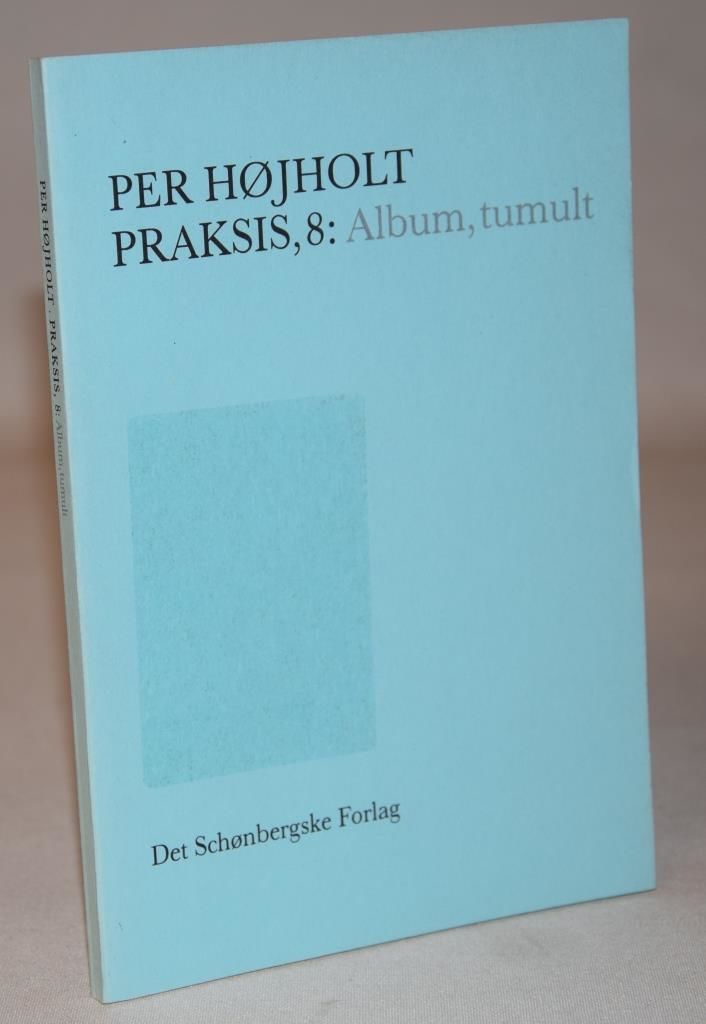 PER HØJHOLT
PRAKSIS, 8: Album, tumult
Det Schønbergske Forlag
PER HØJHOLT · PRAKSIS, 8: Album, tumult